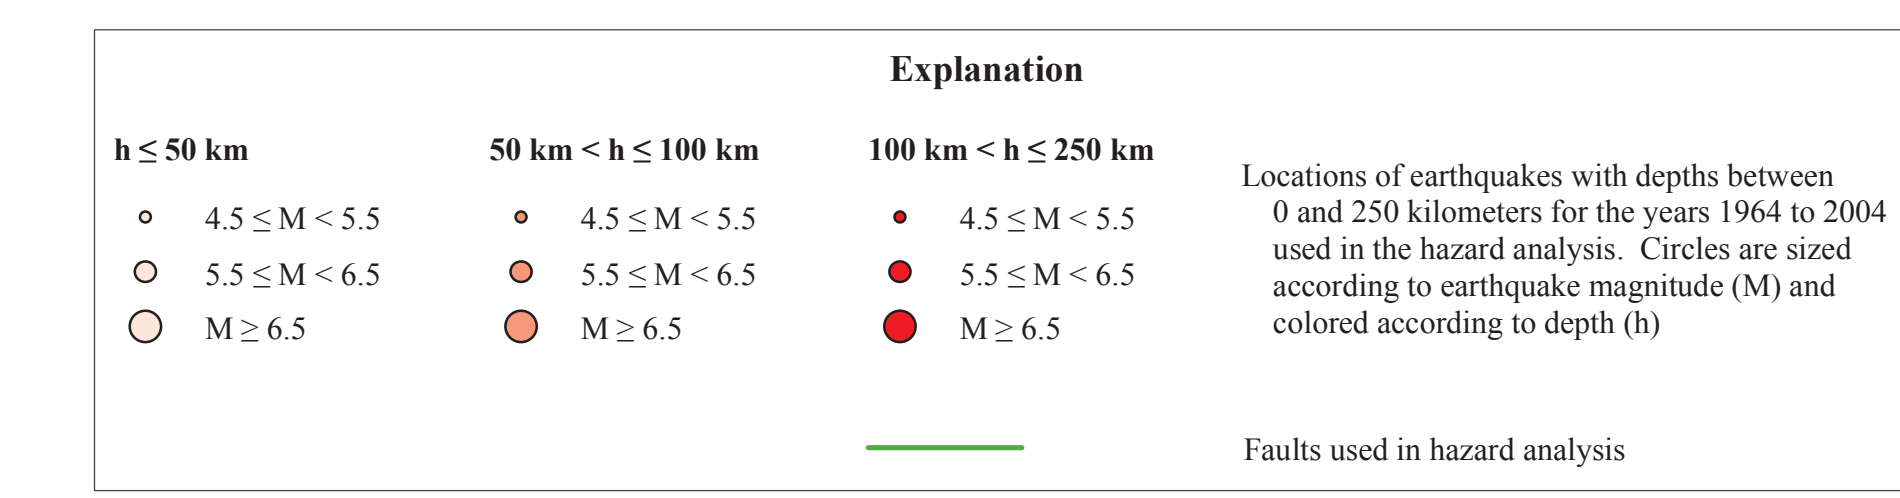 Explanation
h ≤ 50 km
50 km < h ≤ 100 km
100 km < h ≤ 250 km
4.5 ≤ M < 5.5
4.5 ≤ M < 5.5
4.5 ≤ M < 5.5
5.5 ≤ M < 6.5
5.5 ≤ M < 6.5
5.5 ≤ M < 6.5
M ≥ 6.5
M ≥ 6.5
M ≥ 6.5
Locations of earthquakes with depths between
0 and 250 kilometers for the years 1964 to 2004
used in the hazard analysis.  Circles are sized
according to earthquake magnitude (M) and
colored according to depth (h)
Faults used in hazard analysis